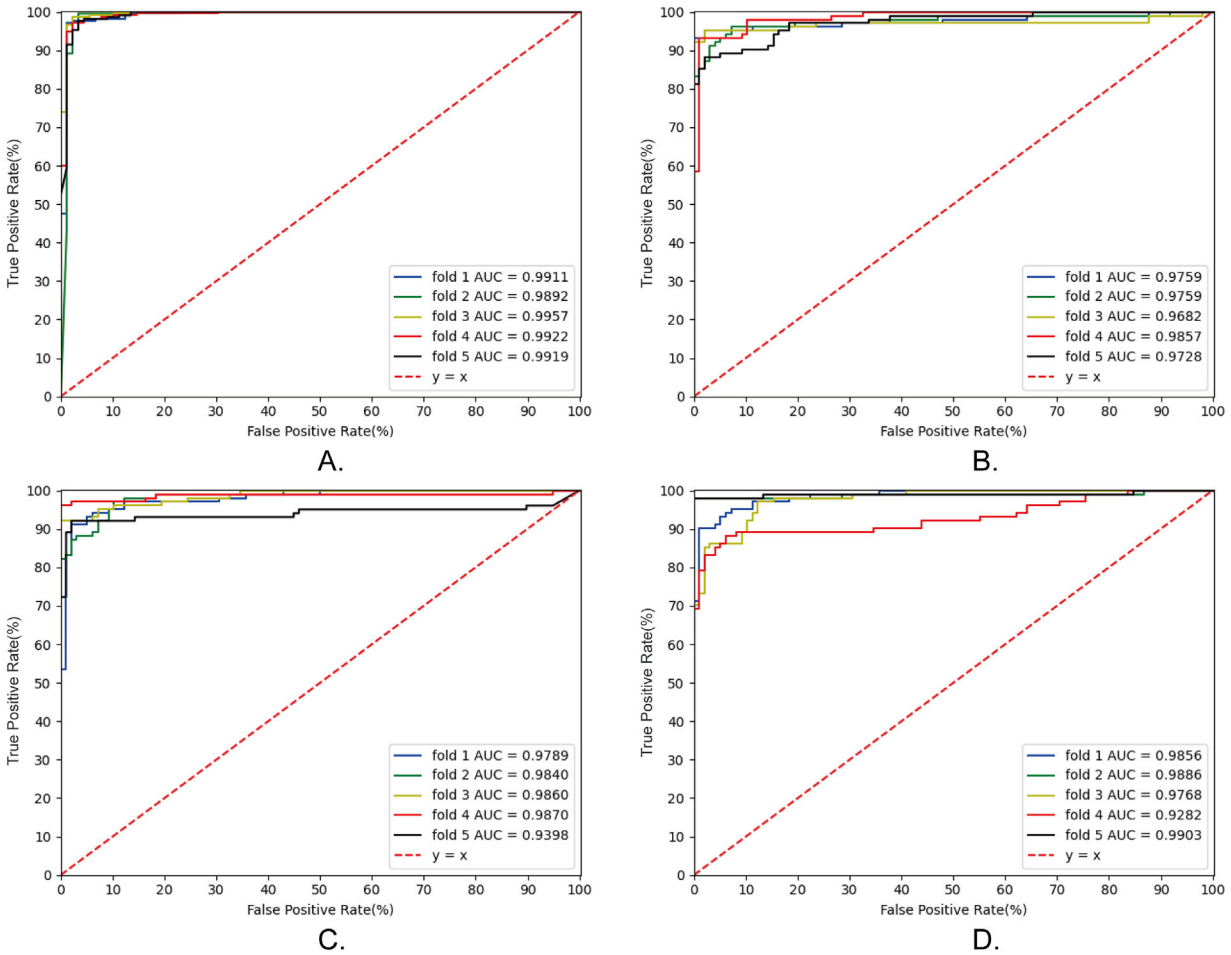 100
90
80
70
60
50
40
30
20
10
0
True Positive Rate(%)
fold 1 AUC = 0.9911
fold 2 AUC = 0.9892
fold 3 AUC = 0.9957
fold 4 AUC = 0.9922
fold 5 AUC = 0.9919
y = x
0 10 20 30 40 50 60 70 80 90 100
False Positive Rate(%)
A.
100
90
80
70
60
50
40
30
20
10
0
True Positive Rate(%)
fold 1 AUC = 0.9759
fold 2 AUC = 0.9759
fold 3 AUC = 0.9682
fold 4 AUC = 0.9857
fold 5 AUC = 0.9728
y = x
0 10 20 30 40 50 60 70 80 90 100
False Positive Rate(%)
B.
100
90
80
70
60
50
40
30
20
10
0
True Positive Rate(%)
fold 1 AUC = 0.9789
fold 2 AUC = 0.9840
fold 3 AUC = 0.9860
fold 4 AUC = 0.9870
fold 5 AUC = 0.9398
y = x
0 10 20 30 40 50 60 70 80 90 100
False Positive Rate(%)
C.
100
90
80
70
60
50
40
30
20
10
0
True Positive Rate(%)
fold 1 AUC = 0.9856
fold 2 AUC = 0.9886
fold 3 AUC = 0.9768
fold 4 AUC = 0.9282
fold 5 AUC = 0.9903
y = x
0 10 20 30 40 50 60 70 80 90 100
False Positive Rate(%)
D.